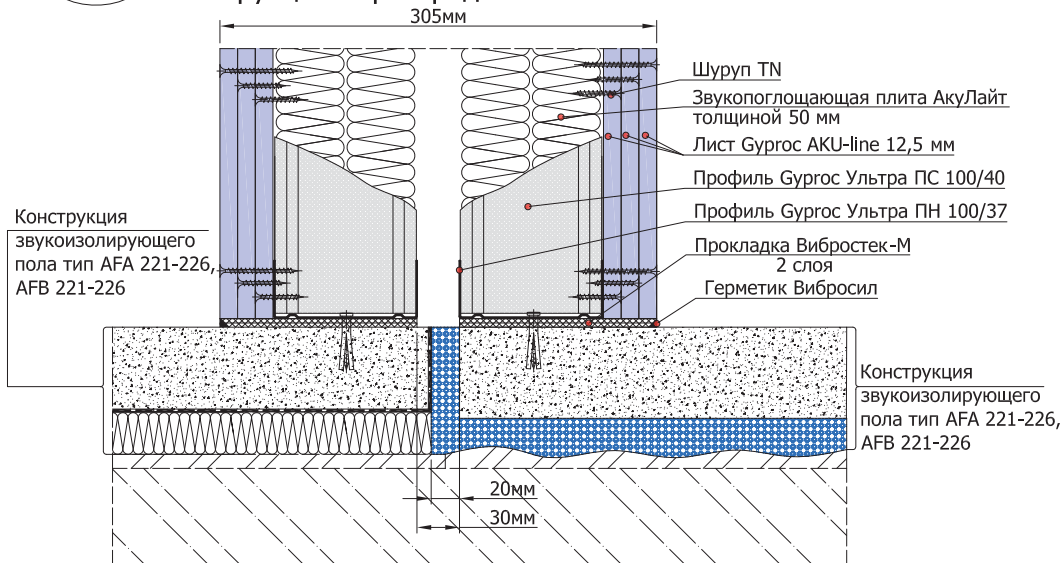 305мм
Шуруп TN
Звукопоглощающая плита АкуЛайт
толщиной 50 мм
Лист Gyproc AKU-line 12,5 мм
Профиль Gyproc Ультра ПС 100/40
Профиль Gyproc Ультра ПН 100/37
Прокладка Вибростек-М
2 слоя
Герметик Вибросил
Конструкция
звукоизолирующего
пола тип AFA 221-226,
AFB 221-226
Конструкция
звукоизолирующего
пола тип AFA 221-226,
AFB 221-226
20мм
30мм